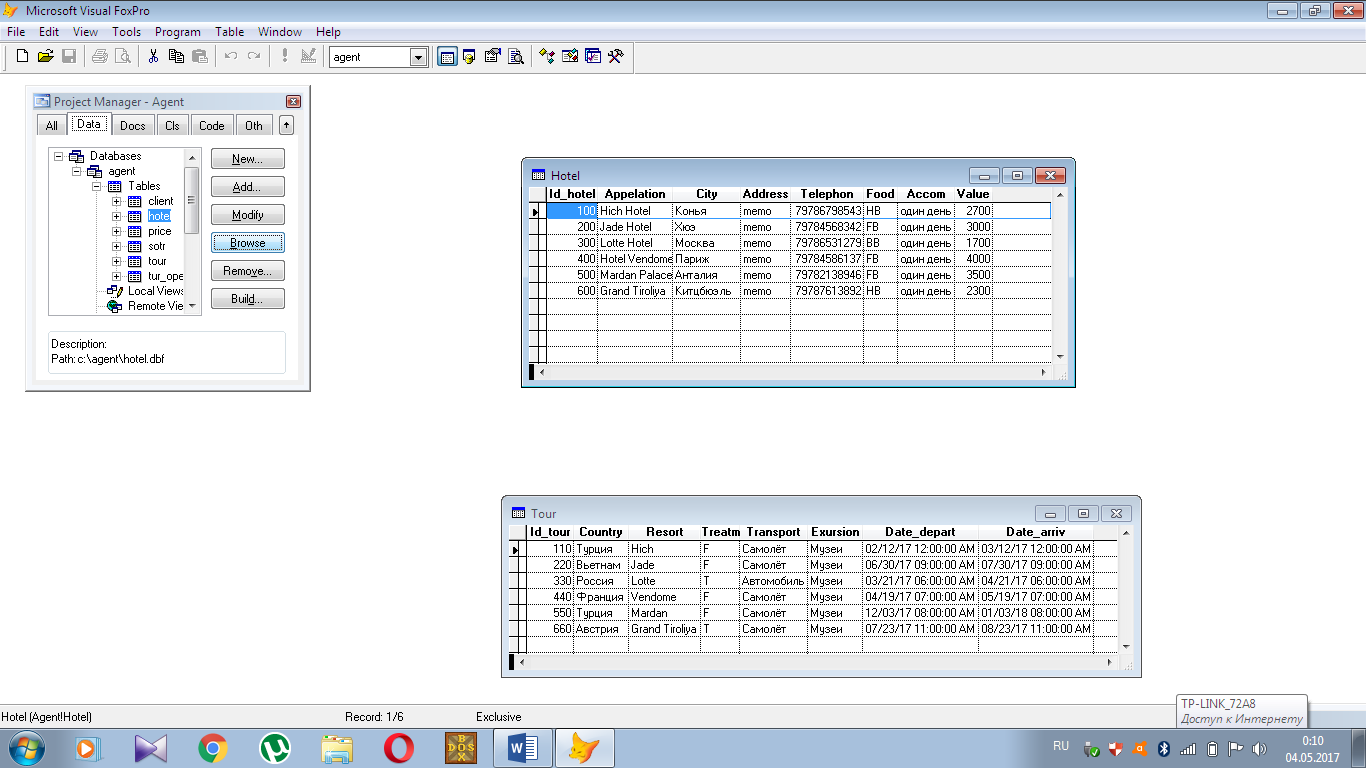 Microsoft Visual FoxPro
File Edit View Tools Program Table Window Help
agent
Project Manager - Agent
All Data Docs Cls Code Oth
Databases
agent
Tables
client
hotel
price
sotr
tour
tur_ope
Local Views
Remote Vie
New...
Add...
Modify
Browse
Remove...
Build...
Description:
Path: c:\agent\hotel.dbf
Hotel
Id_hotel Appelation City Address Telephon Food Accom Value
100 Hich Hotel Конья memo 79786798543 HB один день 2700
200 Jade Hotel Хюэ memo 79784568342 FB один день 3000
300 Lotte Hotel Москва memo 79786531279 BB один день 1700
400 Hotel Vendome Париж memo 79784586137 FB один день 4000
500 Mardan Palace Анталия memo 79782138946 FB один день 3500
600 Grand Tiroliya Китцбюэль memo 79787613892 HB один день 2300
Tour
Id_tour Country Resort Treatm Transport Exursion Date_depart Date_arriv
110 Турция Hich F Самолёт Музеи 02/12/17 12:00:00 AM 03/12/17 12:00:00 AM
220 Вьетнам Jade F Самолёт Музеи 06/30/17 09:00:00 AM 07/30/17 09:00:00 AM
330 Россия Lotte T Автомобиль Музеи 03/21/17 06:00:00 AM 04/21/17 06:00:00 AM
440 Франция Vendome F Самолёт Музеи 04/19/17 07:00:00 AM 05/19/17 07:00:00 AM
550 Турция Mardan F Самолёт Музеи 12/03/17 08:00:00 AM 01/03/18 08:00:00 AM
660 Австрия Grand Tiroliya T Самолёт Музеи 07/23/17 11:00:00 AM 08/23/17 11:00:00 AM
Hotel (Agent!Hotel) Record: 1/6 Exclusive
TP-LINK_72A8
Доступ к Интернету
DOS BOX
RU
0:10
04.05.2017